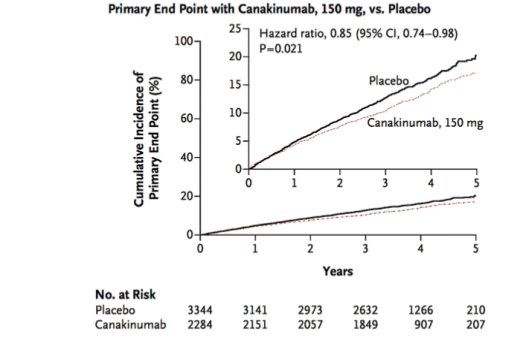 Primary End Point with Canakinumab, 150 mg, vs. Placebo
Cumulative Incidence of
Primary End Point (%)
100
80
60
40
20
0
25
20
15
10
5
0
Hazard ratio, 0.85 (95% CI, 0.74–0.98)
P=0.021
Placebo
Canakinumab, 150 mg
0 1 2 3 4 5
0 1 2 3 4 5
Years
No. at Risk
Placebo 3344 3141 2973 2632 1266 210
Canakinumab 2284 2151 2057 1849 907 207